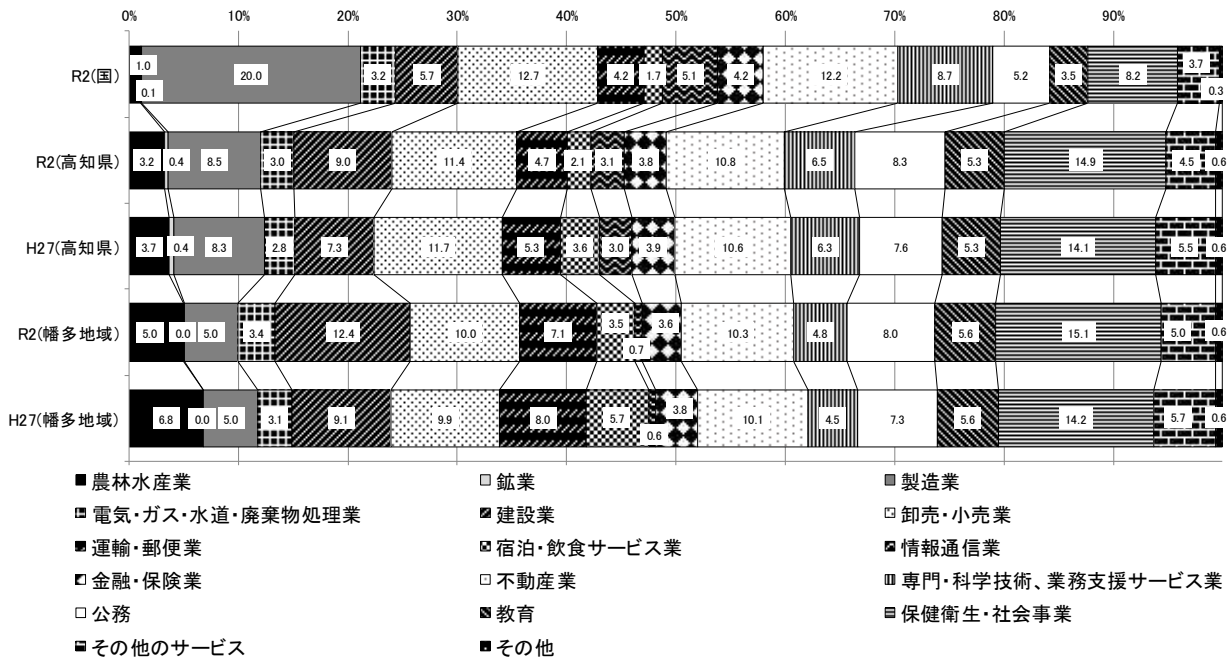 0% 10% 20% 30% 40% 50% 60% 70% 80% 90%
R2(国) 1.0 0.1 20.0 3.2 5.7 12.7 4.2 1.7 5.1 4.2 12.2 8.7 5.2 3.5 8.2 3.7 0.3
R2(高知県) 3.2 0.4 8.5 3.0 9.0 11.4 4.7 2.1 3.1 3.8 10.8 6.5 8.3 5.3 14.9 4.5 0.6
H27(高知県) 3.7 0.4 8.3 2.8 7.3 11.7 5.3 3.6 3.0 3.9 10.6 6.3 7.6 5.3 14.1 5.5 0.6
R2(幡多地域) 5.0 0.0 5.0 3.4 12.4 10.0 7.1 3.5 0.7 3.6 10.3 4.8 8.0 5.6 15.1 5.0 0.6
H27(幡多地域) 6.8 0.0 5.0 3.1 9.1 9.9 8.0 5.7 0.6 3.8 10.1 4.5 7.3 5.6 14.2 5.7 0.6
農林水産業 鉱業 製造業
電気・ガス・水道・廃棄物処理業 建設業 卸売・小売業
運輸・郵便業 宿泊・飲食サービス業 情報通信業
金融・保険業 不動産業 専門・科学技術、業務支援サービス業
公務 教育 保健衛生・社会事業
その他のサービス その他